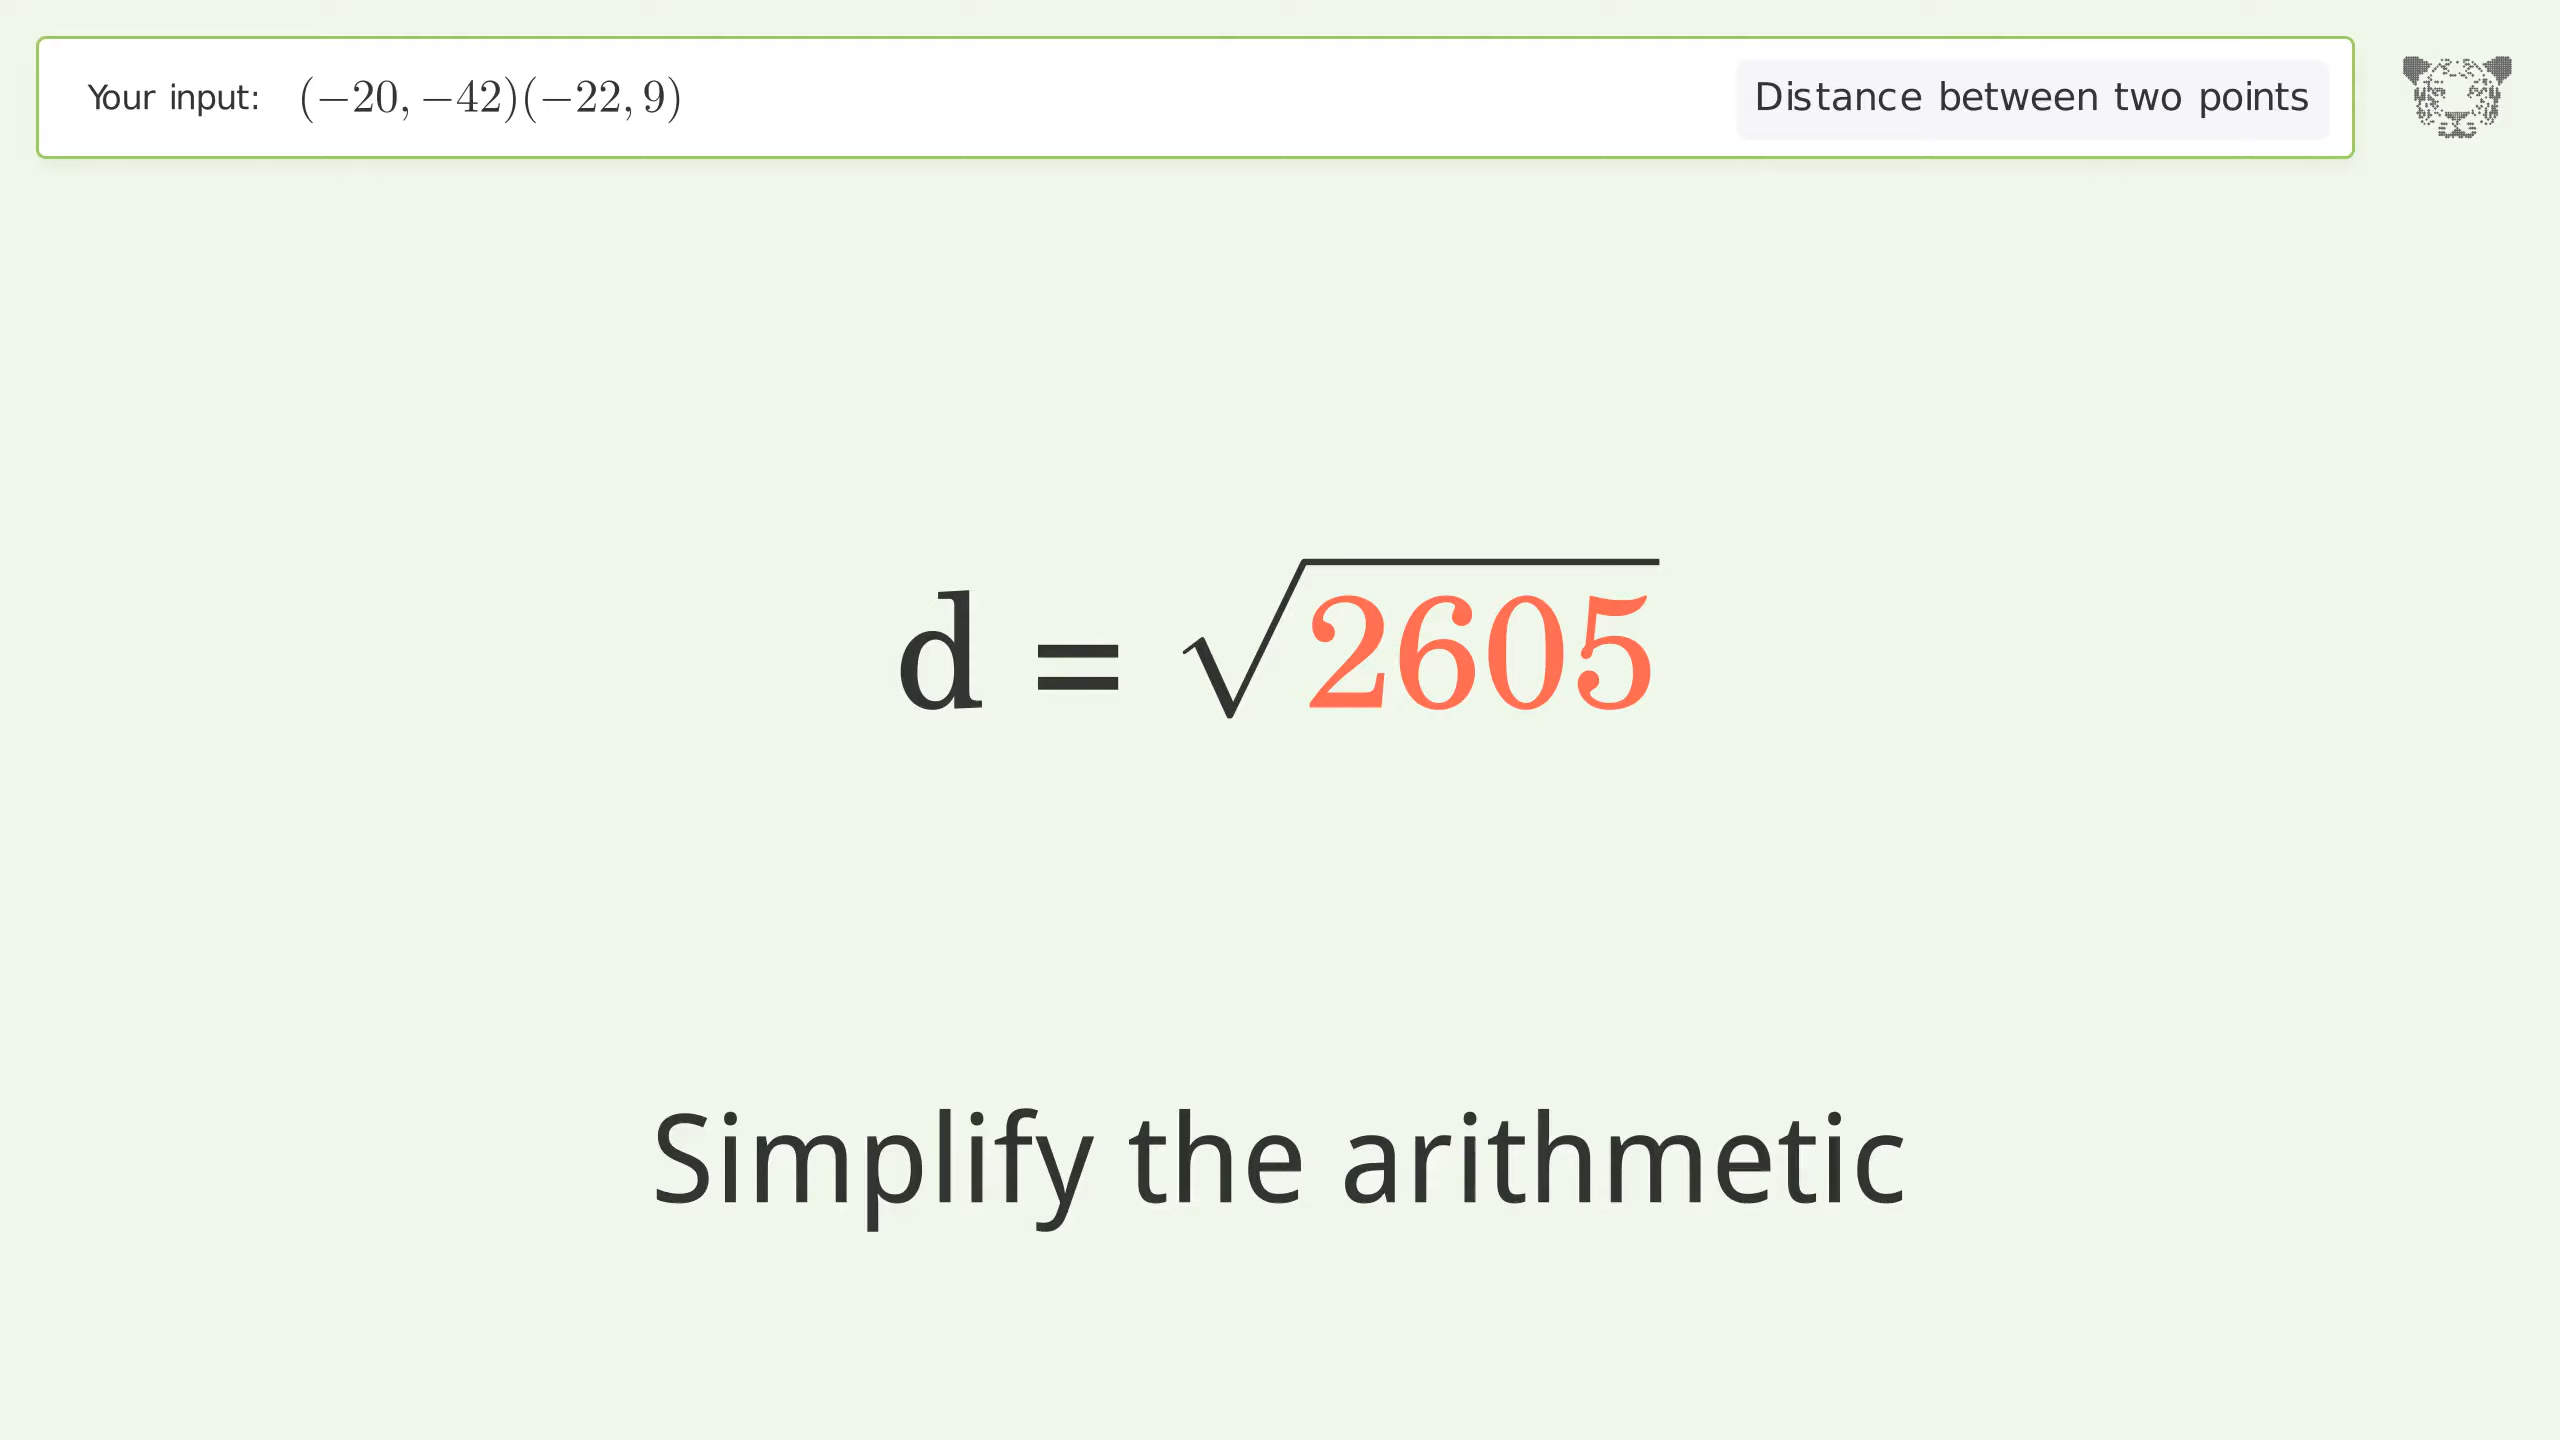 Your input: (−20, −42)(−22, 9)
Distance between two points
d = √2605
Simplify the arithmetic